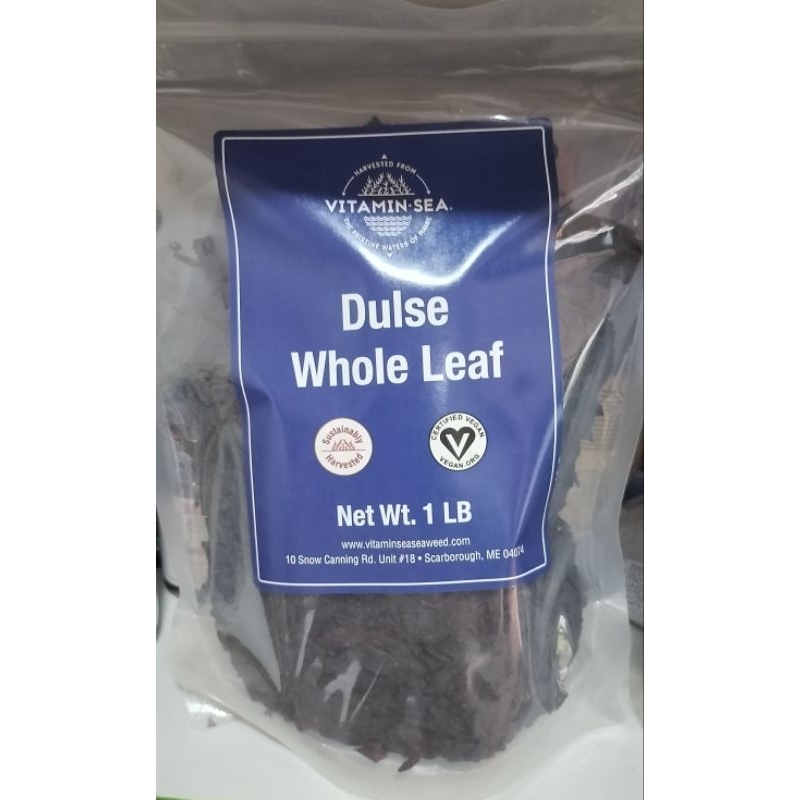 HARVESTED FROM
VITAMIN·SEA®
THE PRISTINE WATERS OF MAINE
Dulse
Whole Leaf
Sustainably
Harvested
CERTIFIED VEGAN
VEGAN.ORG
Net Wt. 1 LB
www.vitaminseaseaweed.com
10 Snow Canning Rd. Unit #18 • Scarborough, ME 04074